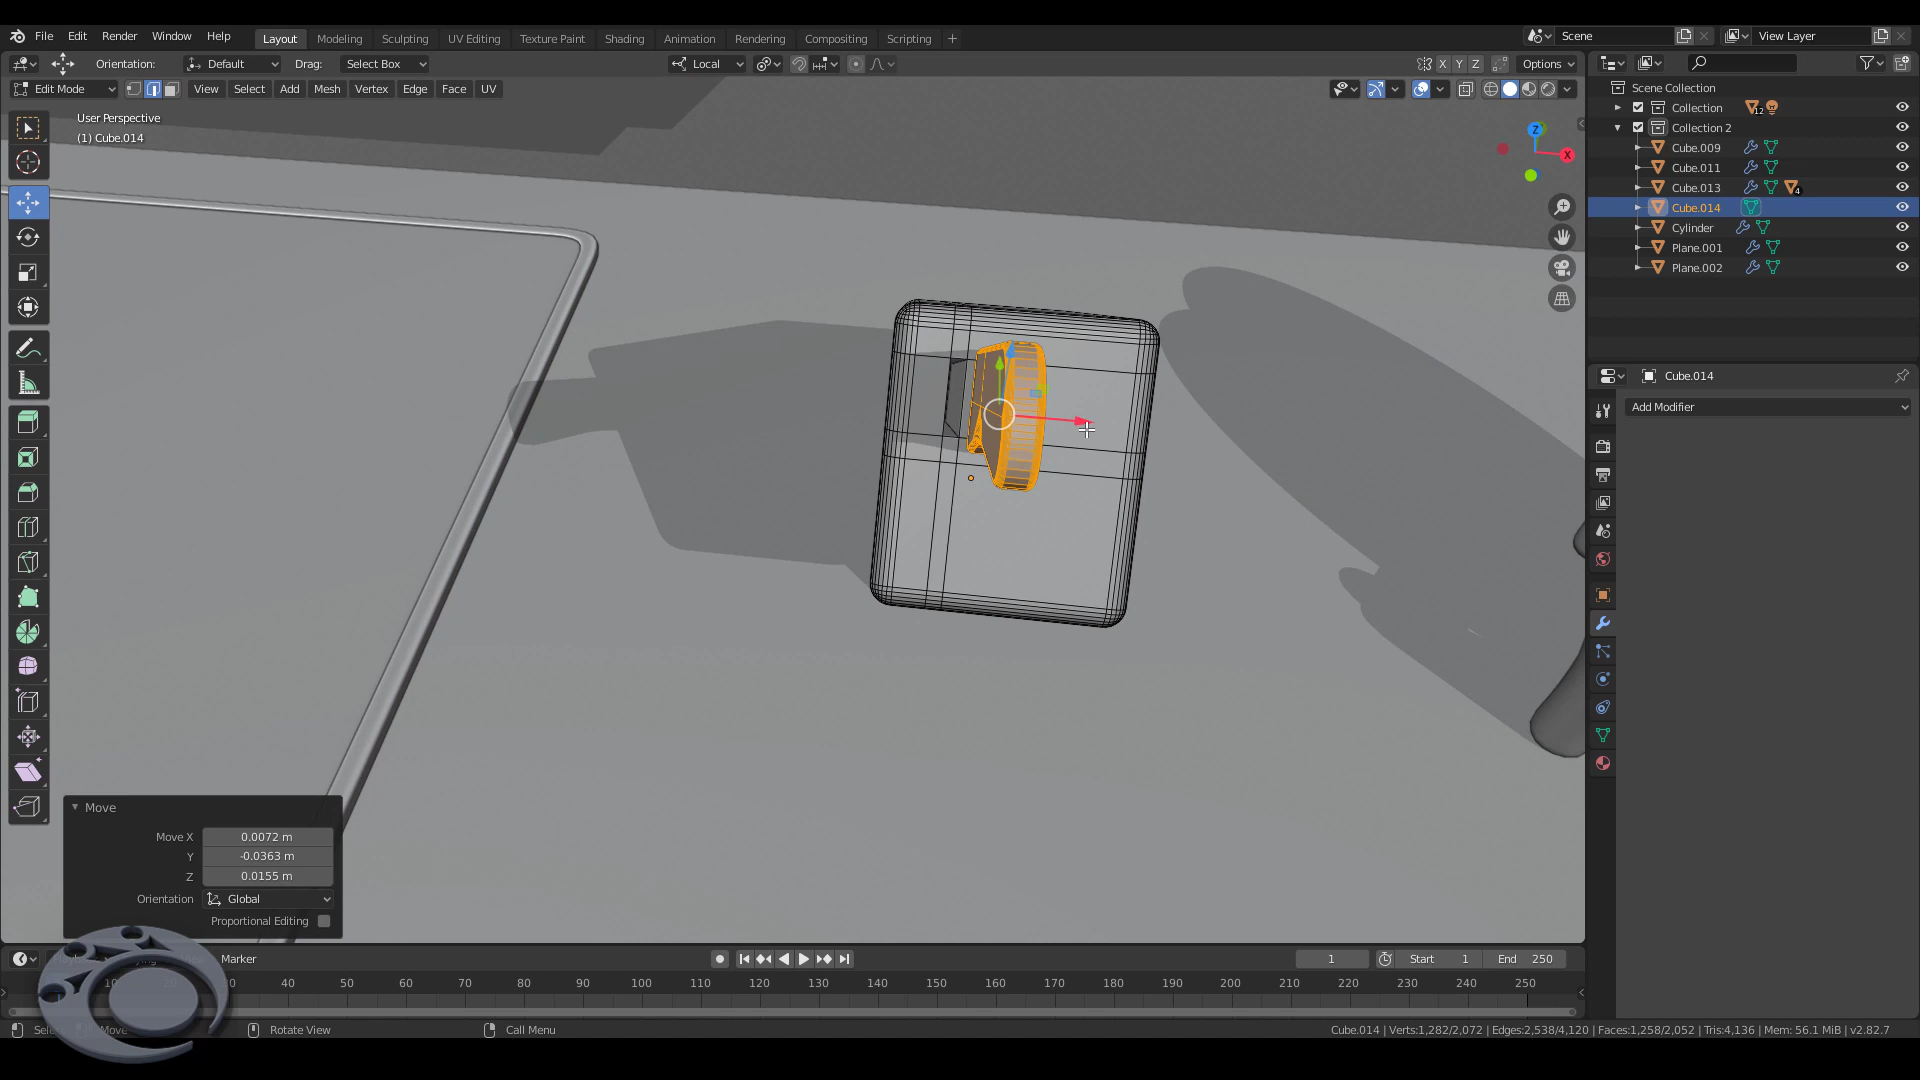 File Edit Render Window Help Layout Modeling Sculpting UV Editing Texture Paint Shading Animation Rendering Compositing Scripting + Scene View Layer
Orientation: Default Drag: Select Box Local X Y Z Options
Edit Mode View Select Add Mesh Vertex Edge Face UV
User Perspective
(1) Cube.014
Z
X
Scene Collection
Collection 12
Collection 2
Cube.009
Cube.011
Cube.013 4
Cube.014
Cylinder
Plane.001
Plane.002
Cube.014
Add Modifier
Move
Move X 0.0072 m
Y -0.0363 m
Z 0.0155 m
Orientation Global
Proportional Editing
Marker 1 Start 1 End 250
10 20 30 40 50 60 70 80 90 100 110 120 130 140 150 160 170 180 190 200 210 220 230 240 250
Move Rotate View Call Menu Cube.014 | Verts:1,282/2,072 | Edges:2,538/4,120 | Faces:1,258/2,052 | Tris:4,136 | Mem: 56.1 MiB | v2.82.7